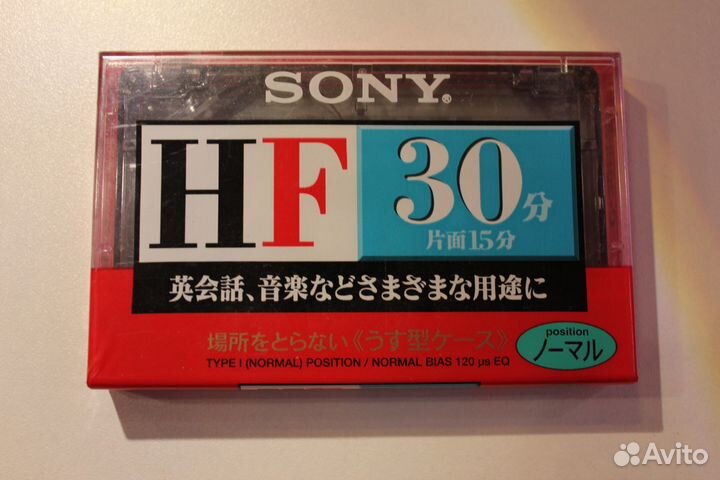 SONY®
HF 30分
片面15分
英会話、音楽などさまざまな用途に
場所をとらない《うす型ケース》
TYPE I (NORMAL) POSITION / NORMAL BIAS 120 μs EQ
position
ノーマル
Avito